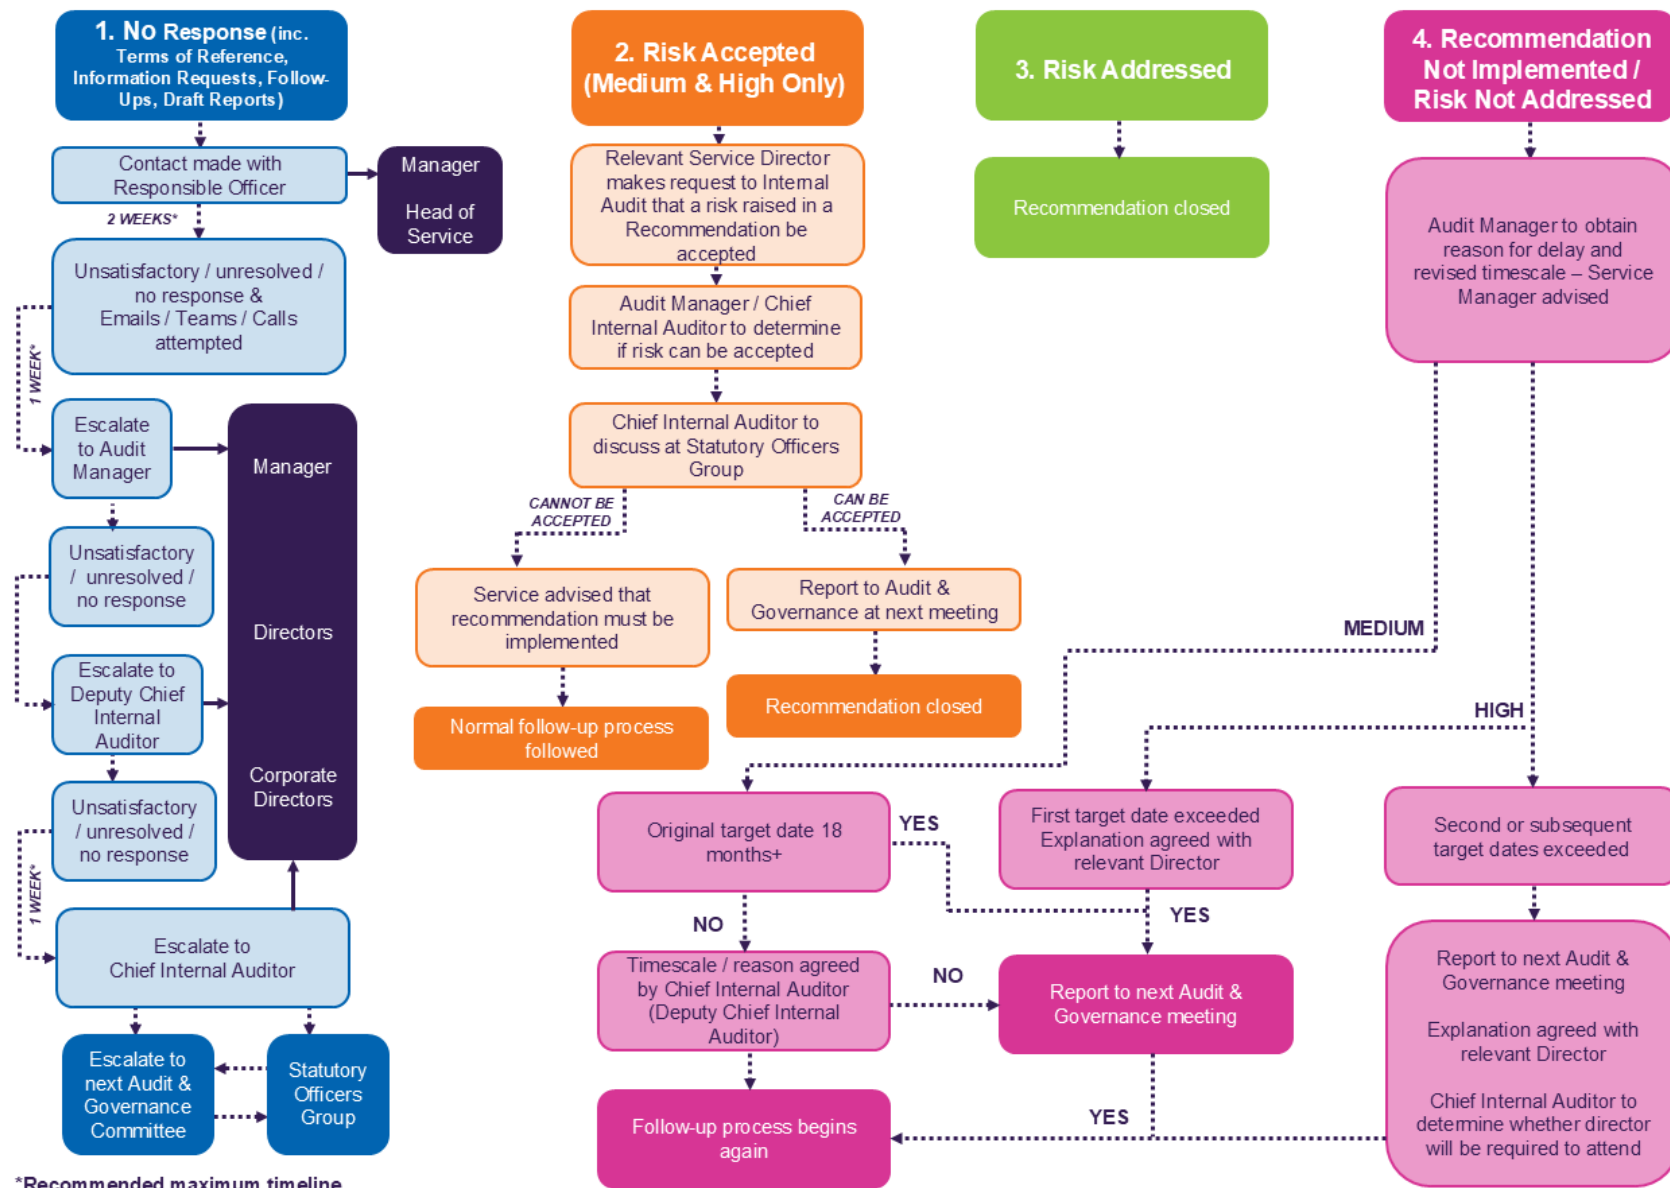 1. No Response (inc.
Terms of Reference,
Information Requests, Follow-
Ups, Draft Reports)
Contact made with
Responsible Officer
Manager
Head of
Service
2 WEEKS*
Unsatisfactory / unresolved /
no response &
Emails / Teams / Calls
attempted
1 WEEK*
Escalate
to Audit
Manager
Manager
Directors
Corporate
Directors
Unsatisfactory
/ unresolved /
no response
Escalate to
Deputy Chief
Internal
Auditor
Unsatisfactory
/ unresolved /
no response
1 WEEK*
Escalate to
Chief Internal Auditor
Escalate to
next Audit &
Governance
Committee
Statutory
Officers
Group
*Recommended maximum timeline
2. Risk Accepted
(Medium & High Only)
Relevant Service Director
makes request to Internal
Audit that a risk raised in a
Recommendation be
accepted
Audit Manager / Chief
Internal Auditor to determine
if risk can be accepted
Chief Internal Auditor to
discuss at Statutory Officers
Group
CANNOT BE
ACCEPTED
CAN BE
ACCEPTED
Service advised that
recommendation must be
implemented
Normal follow-up process
followed
Report to Audit &
Governance at next meeting
Recommendation closed
3. Risk Addressed
Recommendation closed
4. Recommendation
Not Implemented /
Risk Not Addressed
Audit Manager to obtain
reason for delay and
revised timescale – Service
Manager advised
MEDIUM
HIGH
Original target date 18
months+
YES
NO
Timescale / reason agreed
by Chief Internal Auditor
(Deputy Chief Internal
Auditor)
NO
Follow-up process begins
again
First target date exceeded
Explanation agreed with
relevant Director
YES
Report to next Audit &
Governance meeting
YES
Second or subsequent
target dates exceeded
Report to next Audit &
Governance meeting
Explanation agreed with
relevant Director
Chief Internal Auditor to
determine whether director
will be required to attend